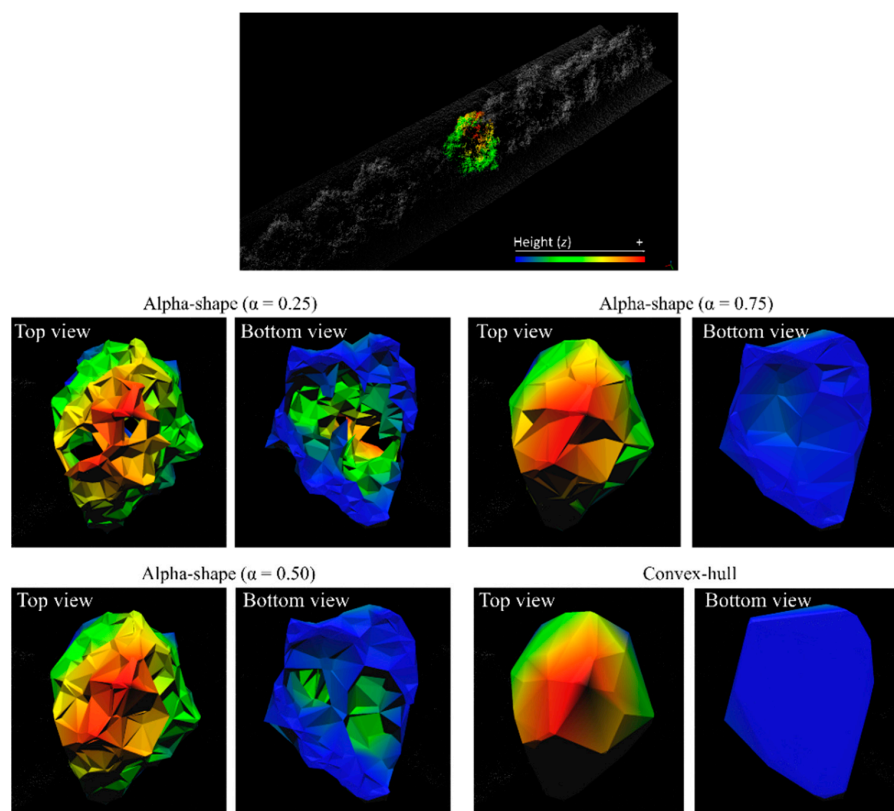 Height (z) +
Alpha-shape (α = 0.25)
Top view
Bottom view
Alpha-shape (α = 0.75)
Top view
Bottom view
Alpha-shape (α = 0.50)
Top view
Bottom view
Convex-hull
Top view
Bottom view